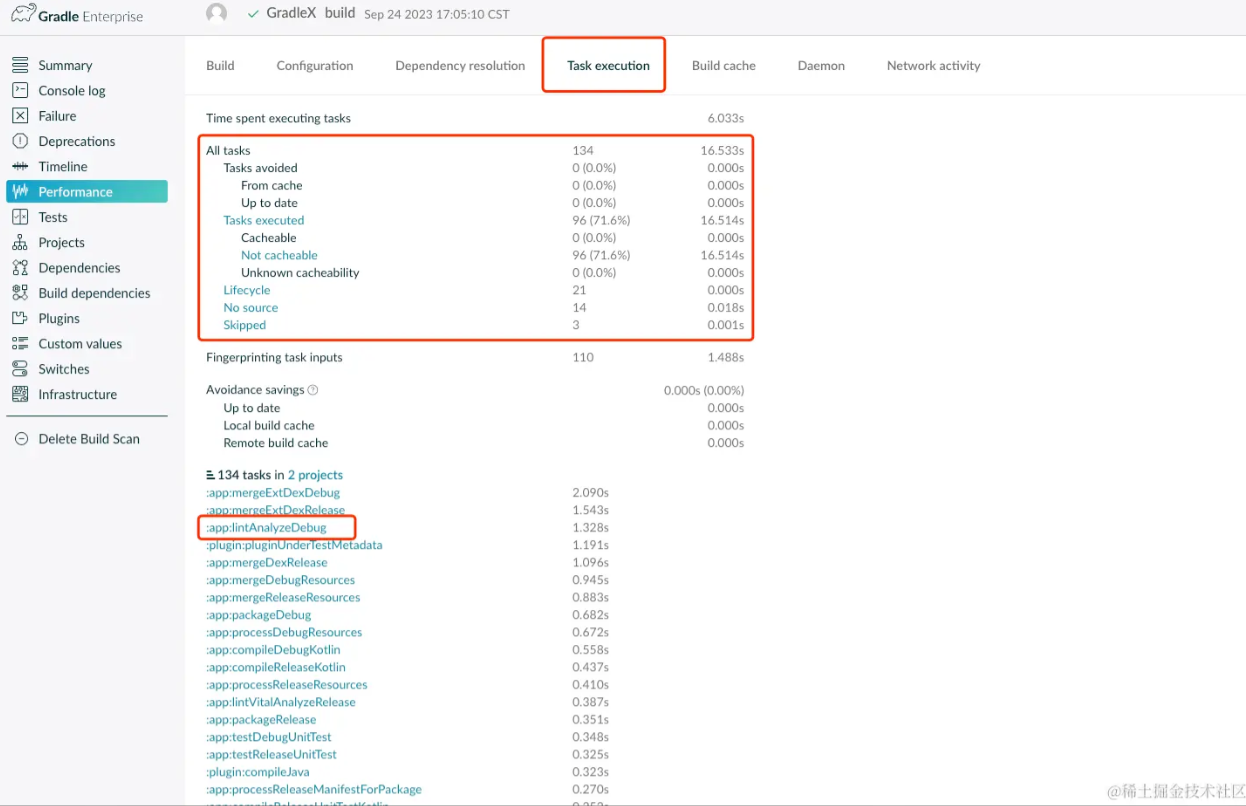 Gradle Enterprise
GradleX build Sep 24 2023 17:05:10 CST
Summary
Console log
Failure
Deprecations
Timeline
Performance
Tests
Projects
Dependencies
Build dependencies
Plugins
Custom values
Switches
Infrastructure
Delete Build Scan
Build Configuration Dependency resolution Task execution Build cache Daemon Network activity
Time spent executing tasks 6.033s
All tasks 134 16.533s
Tasks avoided 0 (0.0%) 0.000s
From cache 0 (0.0%) 0.000s
Up to date 0 (0.0%) 0.000s
Tasks executed 96 (71.6%) 16.514s
Cacheable 0 (0.0%) 0.000s
Not cacheable 96 (71.6%) 16.514s
Unknown cacheability 0 (0.0%) 0.000s
Lifecycle 21 0.000s
No source 14 0.018s
Skipped 3 0.001s
Fingerprinting task inputs 110 1.488s
Avoidance savings 0.000s (0.00%)
Up to date 0.000s
Local build cache 0.000s
Remote build cache 0.000s
134 tasks in 2 projects
:app:mergeExtDexDebug 2.090s
:app:mergeExtDexRelease 1.543s
:app:lintAnalyzeDebug 1.328s
:plugin:pluginUnderTestMetadata 1.191s
:app:mergeDexRelease 1.096s
:app:mergeDebugResources 0.945s
:app:mergeReleaseResources 0.883s
:app:packageDebug 0.682s
:app:processDebugResources 0.672s
:app:compileDebugKotlin 0.558s
:app:compileReleaseKotlin 0.437s
:app:processReleaseResources 0.410s
:app:lintVitalAnalyzeRelease 0.387s
:app:packageRelease 0.351s
:app:testDebugUnitTest 0.348s
:app:testReleaseUnitTest 0.325s
:plugin:compileJava 0.323s
:app:processReleaseManifestForPackage 0.270s
@稀土掘金技术社区